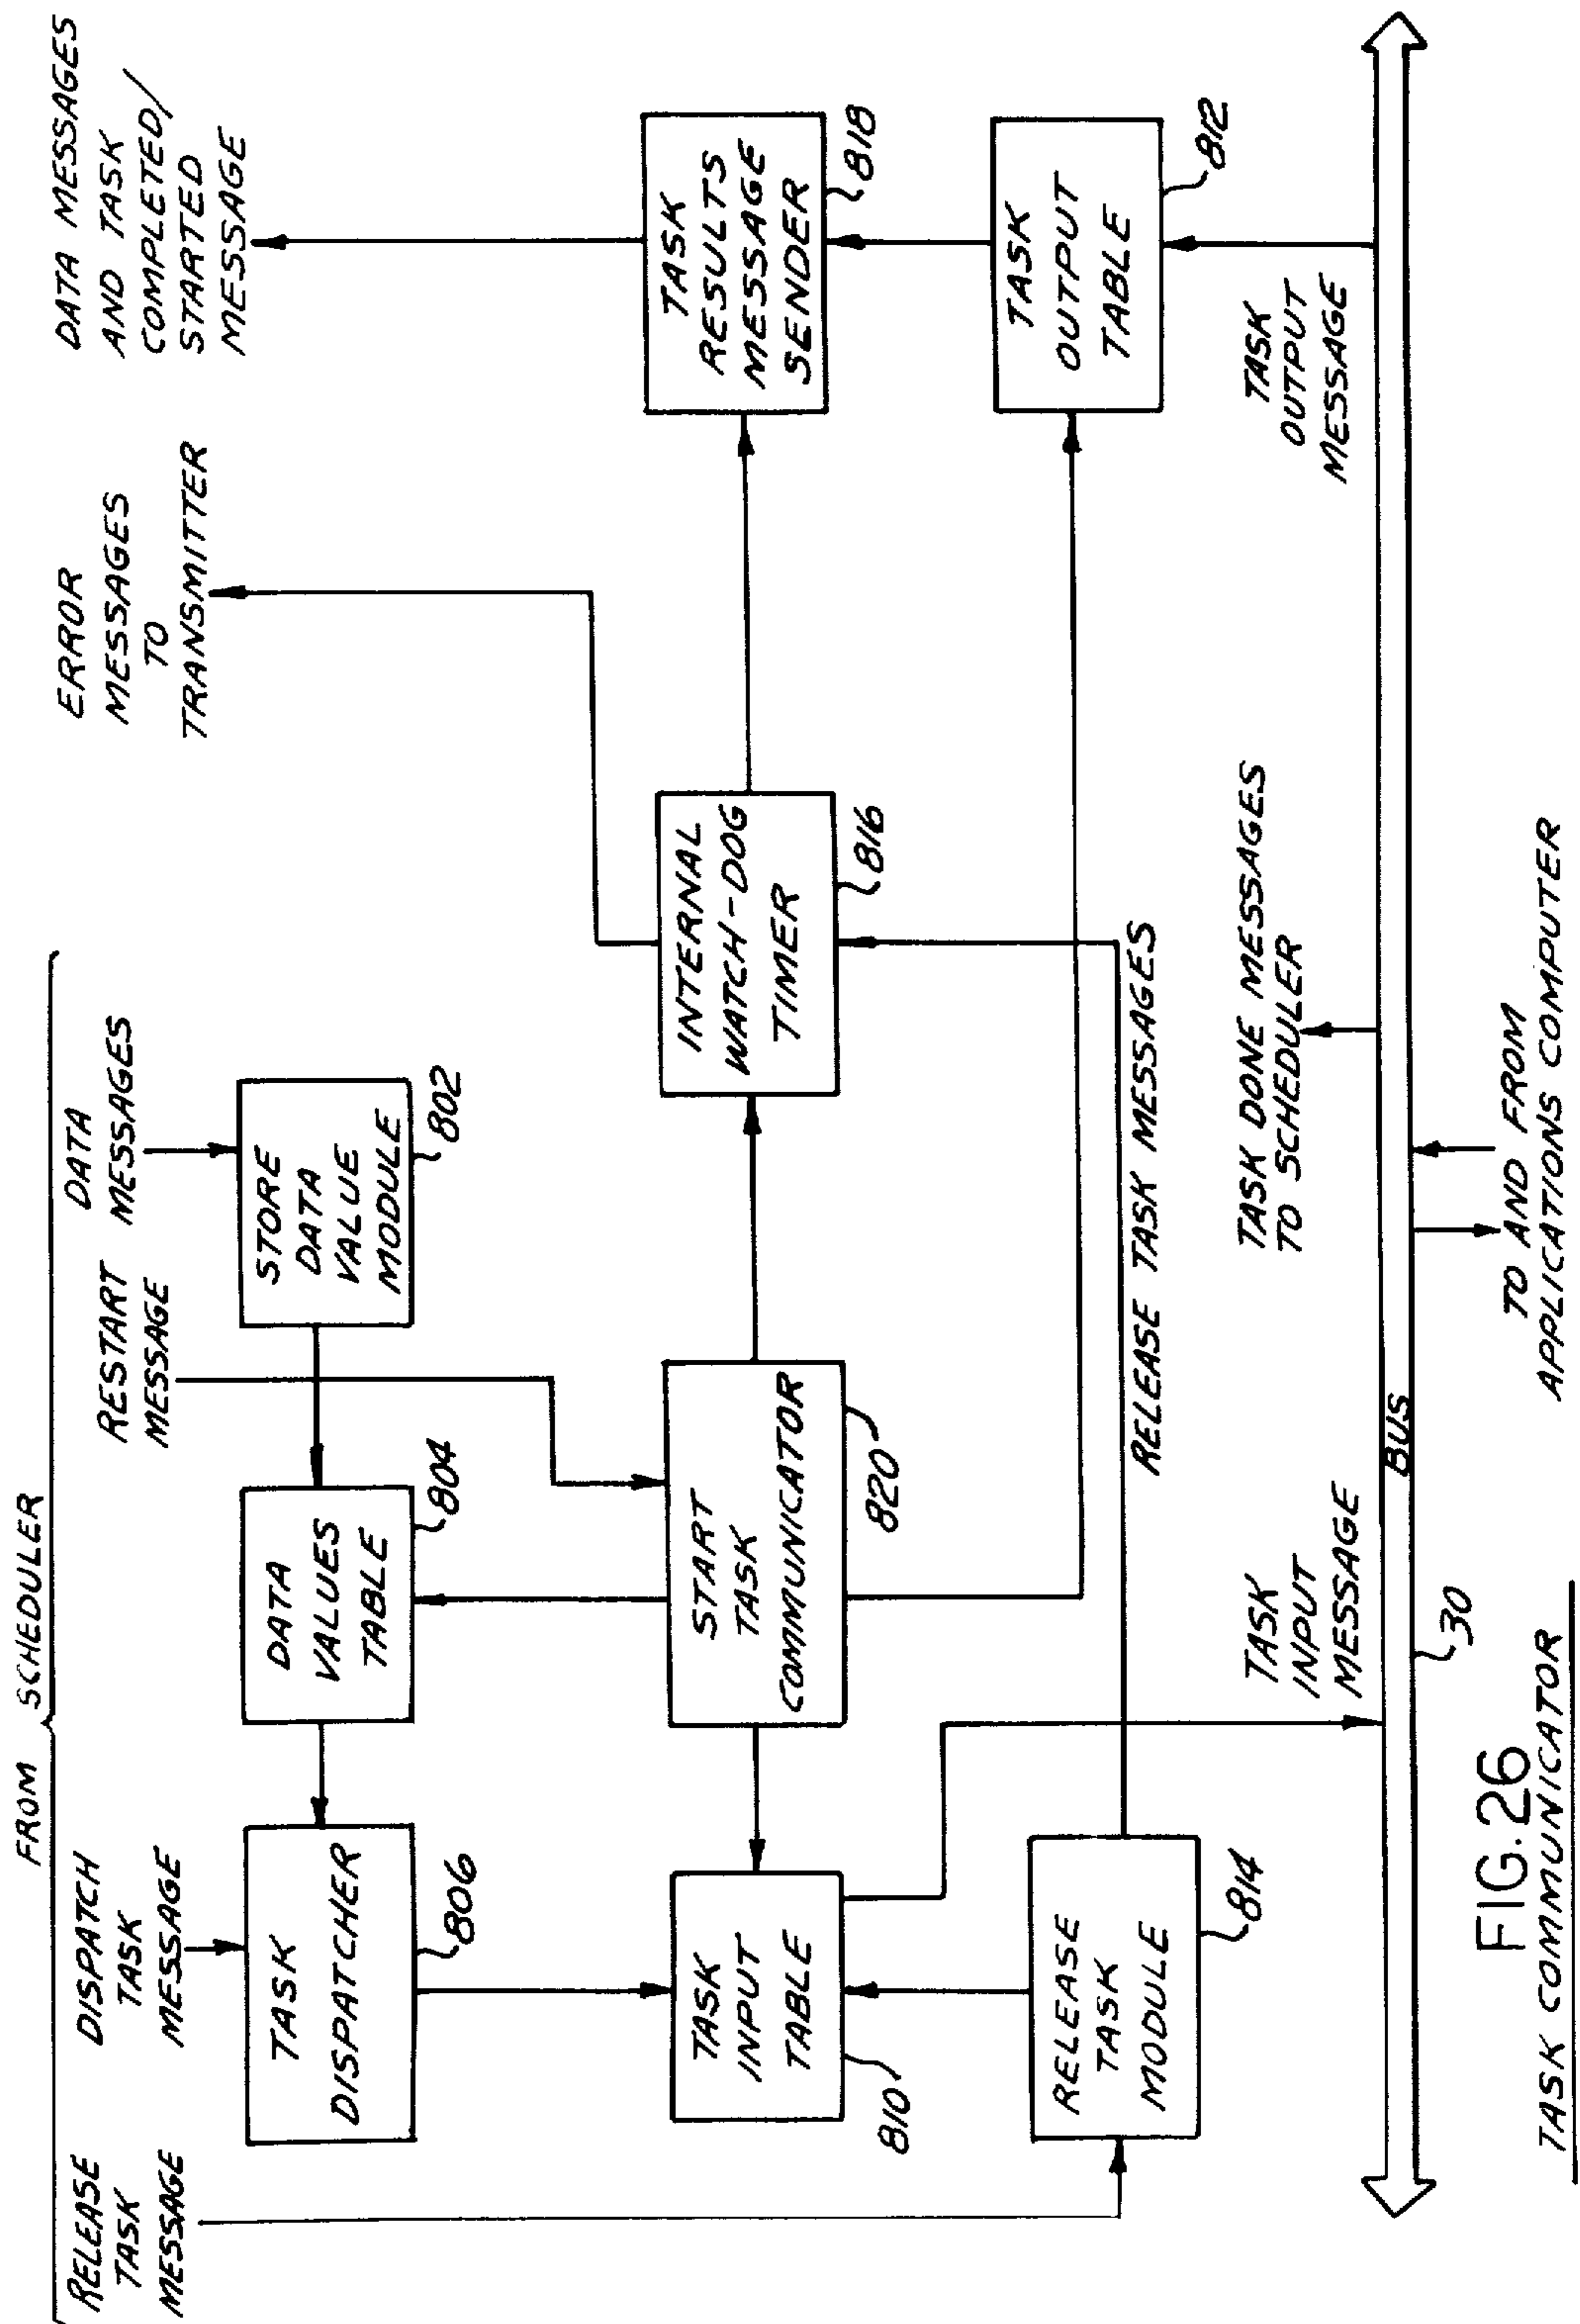 FROM SCHEDULER
RELEASE
TASK
MESSAGE
DISPATCH
TASK
MESSAGE
RESTART
MESSAGE
DATA
MESSAGES
ERROR
MESSAGES
TO
TRANSMITTER
DATA MESSAGES
AND TASK
COMPLETED/
STARTED
MESSAGE
TASK
DISPATCHER
806
DATA
VALUES
TABLE
804
STORE
DATA
VALUE
MODULE
802
TASK
INPUT
TABLE
810
START
TASK
COMMUNICATOR
820
INTERNAL
WATCH-DOG
TIMER
816
TASK
RESULTS
MESSAGE
SENDER
818
RELEASE
TASK
MODULE
814
RELEASE TASK MESSAGES
TASK
OUTPUT
TABLE
812
TASK
INPUT
MESSAGE
TASK DONE MESSAGES
TO SCHEDULER
TASK
OUTPUT
MESSAGE
BUS
30
TO AND FROM
APPLICATIONS COMPUTER
FIG. 26
TASK COMMUNICATOR